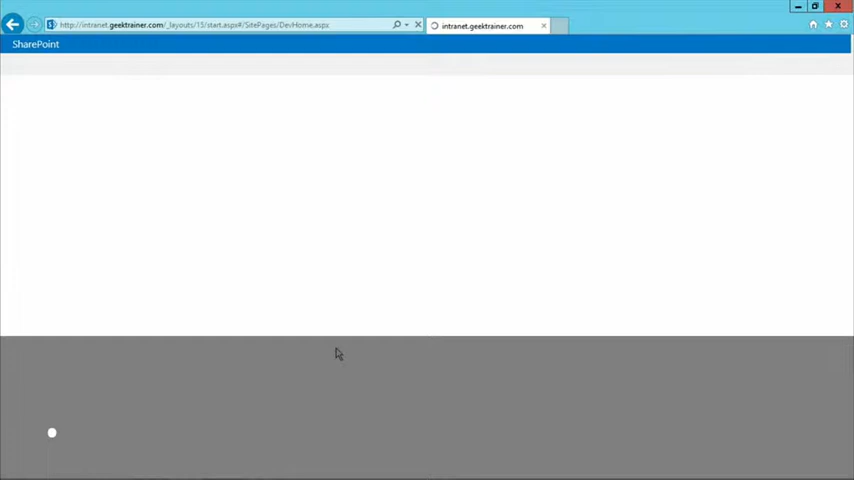 http://intranet.geektrainer.com/_layouts/15/start.aspx#/SitePages/DevHome.aspx
intranet.geektrainer.com
SharePoint